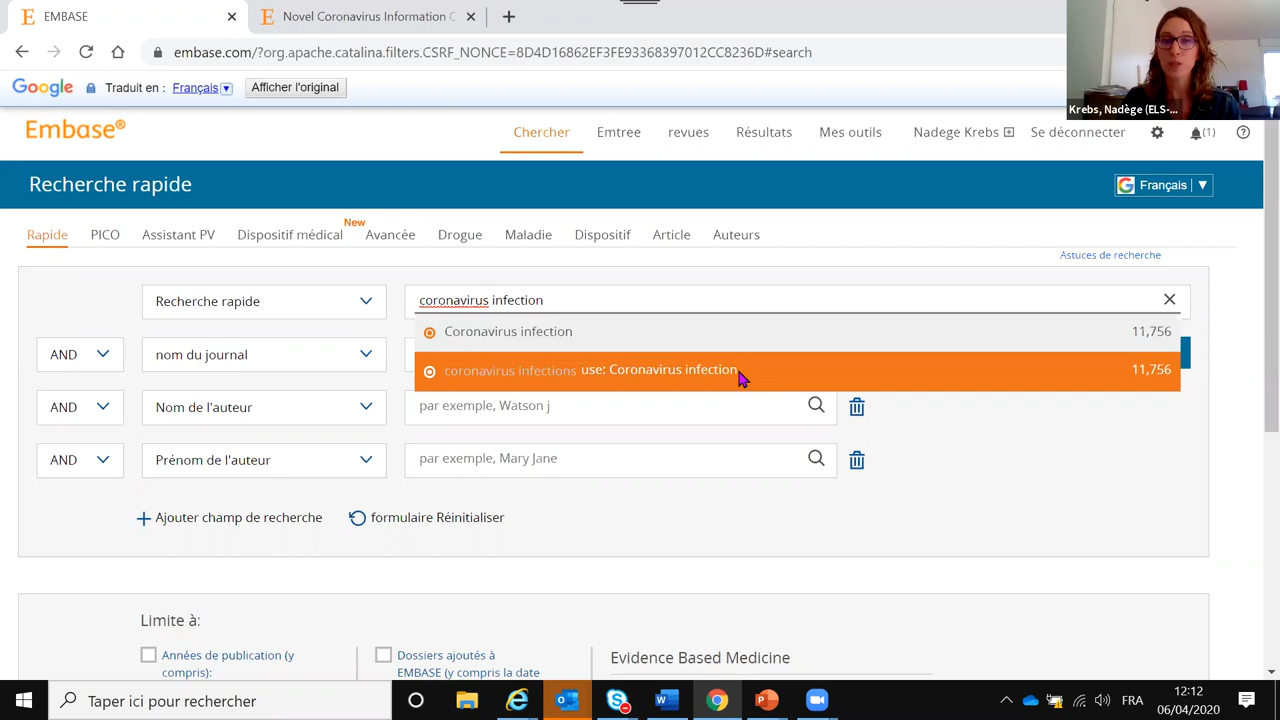 EMBASE
Novel Coronavirus Information C
embase.com/?org.apache.catalina.filters.CSRF_NONCE=8D4D16862EF3FE93368397012CC8236D#search
Krebs, Nadège (ELS-...
Google Traduit en : Français Afficher l'original
Embase®
Chercher Emtree revues Résultats Mes outils Nadege Krebs Se déconnecter (1)
Recherche rapide
Français
New
Rapide PICO Assistant PV Dispositif médical Avancée Drogue Maladie Dispositif Article Auteurs
Astuces de recherche
Recherche rapide coronavirus infection
Coronavirus infection 11,756
AND nom du journal
coronavirus infections use: Coronavirus infection 11,756
AND Nom de l'auteur par exemple, Watson j
AND Prénom de l'auteur par exemple, Mary Jane
Ajouter champ de recherche formulaire Réinitialiser
Limite à:
Années de publication (y compris):
Dossiers ajoutés à
EMBASE (y compris la date
Evidence Based Medicine
Taper ici pour rechercher
FRA
12:12
06/04/2020